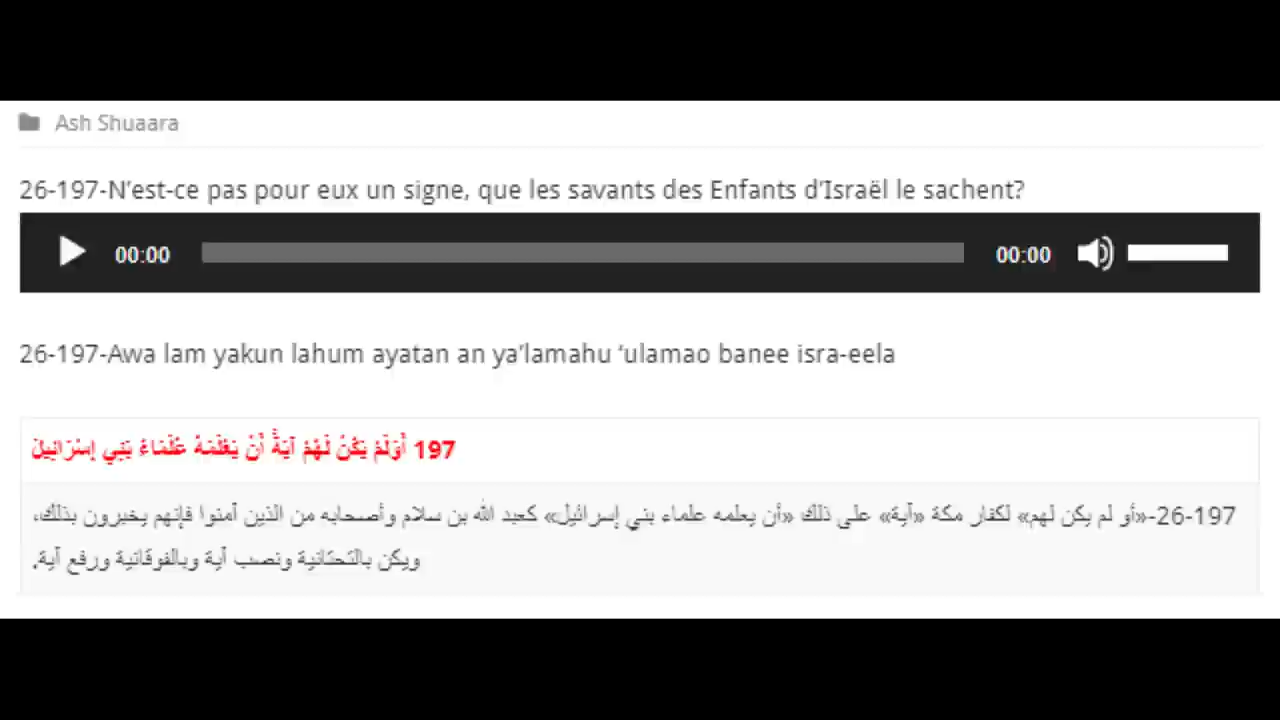 Ash Shuaara
26-197-N’est-ce pas pour eux un signe, que les savants des Enfants d’Israël le sachent?
00:00 00:00
26-197-Awa lam yakun lahum ayatan an ya’lamahu ‘ulamao banee isra-eela
197 أَوَلَمْ يَكُنْ لَهُمْ آيَةً أَنْ يَعْلَمَهُ عُلَمَاءُ بَنِي إِسْرَائِيلَ
26-197-«أو لم يكن لهم» لكفار مكة «آية» على ذلك «أن يعلمه علماء بني إسرائيل» كعبد الله بن سلام وأصحابه من الذين آمنوا فإنهم يخبرون بذلك،
ويكن بالتحتانية ونصب آية وبالفوقانية ورفع آية.